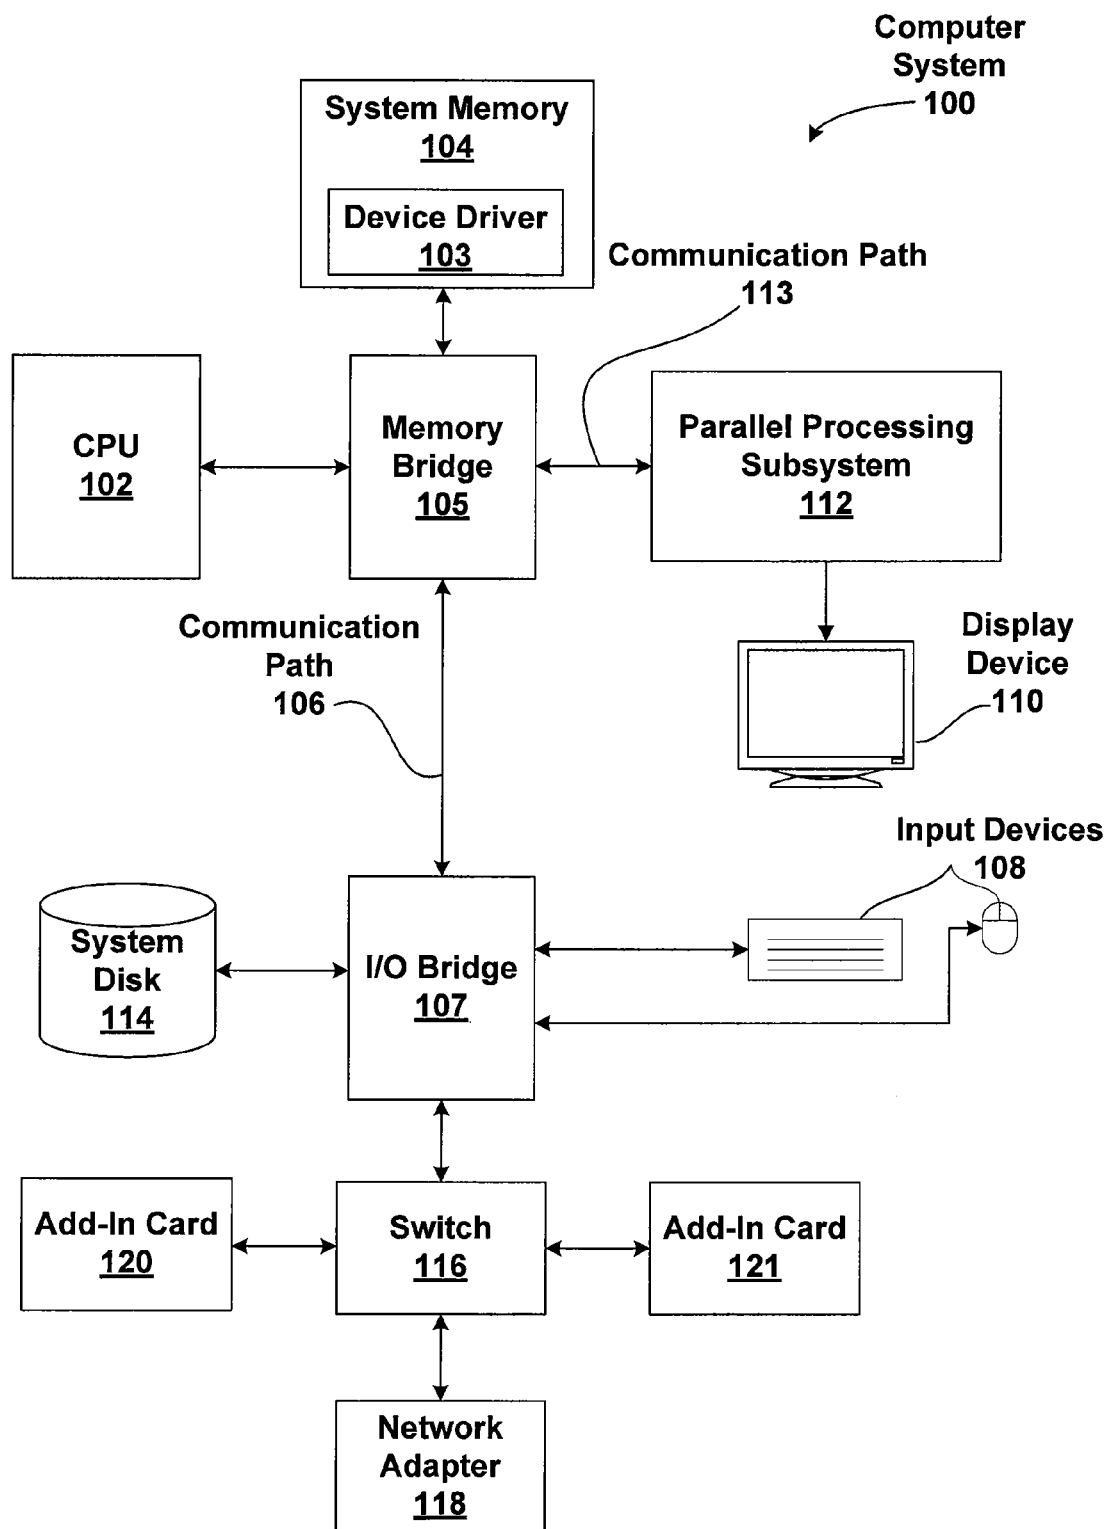 Computer
System
100
System Memory
104
Device Driver
103
Communication Path
113
CPU
102
Memory
Bridge
105
Parallel Processing
Subsystem
112
Communication
Path
106
Display
Device
110
Input Devices
108
System
Disk
114
I/O Bridge
107
Add-In Card
120
Switch
116
Add-In Card
121
Network
Adapter
118